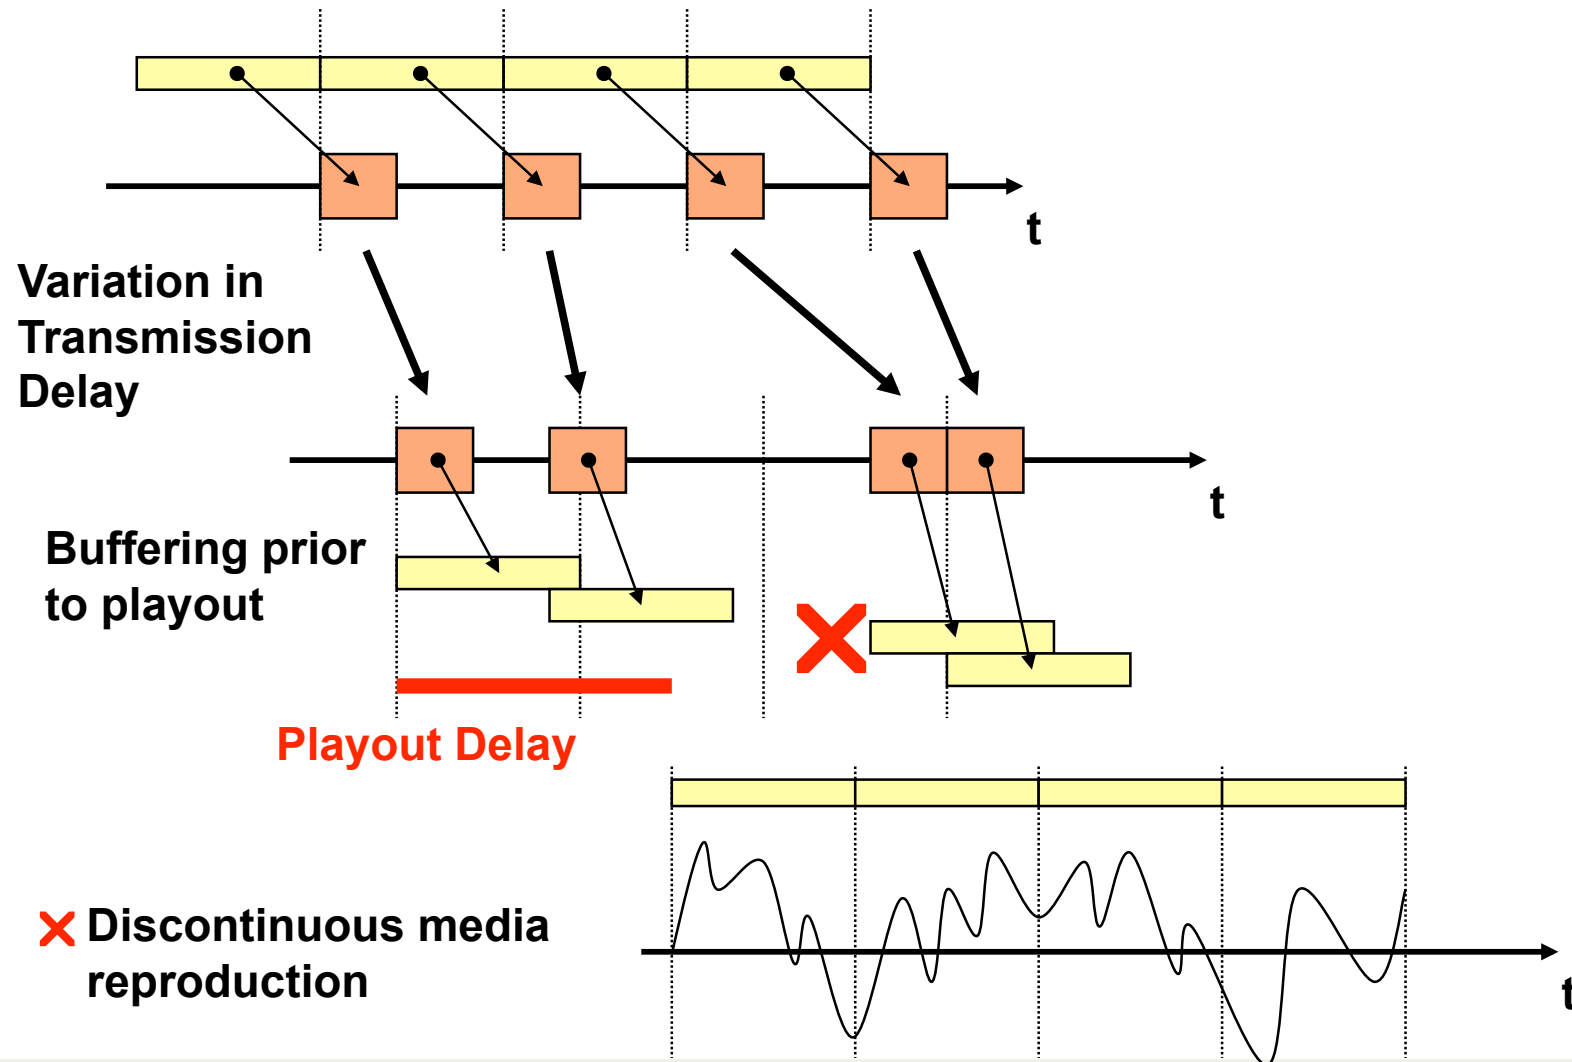 t
Variation in
Transmission
Delay
t
Buffering prior
to playout
Playout Delay
Discontinuous media
reproduction
t